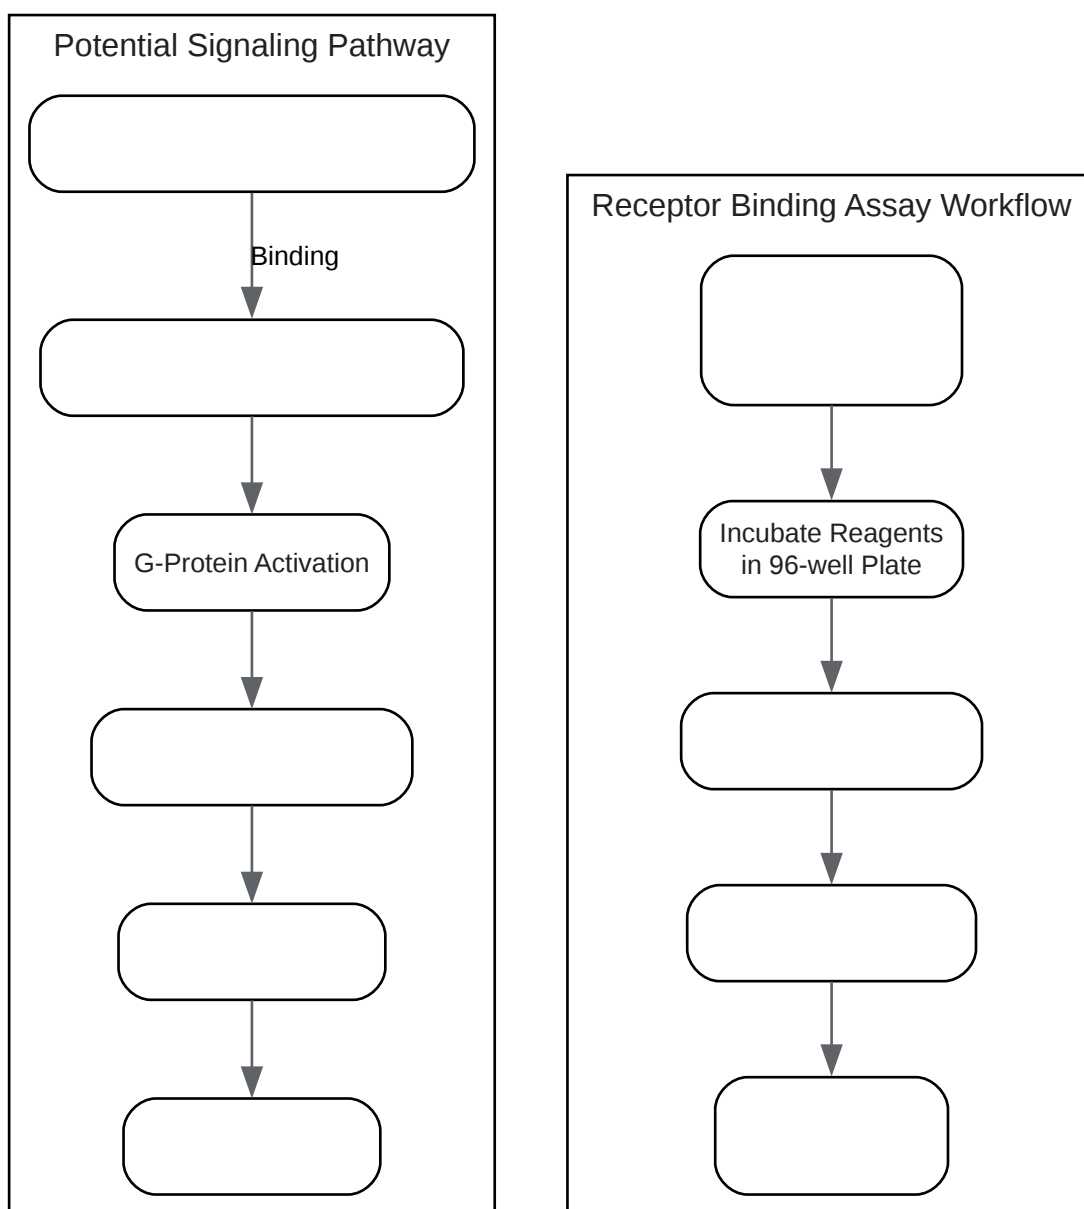 Potential Signaling Pathway
Binding
G-Protein Activation
Receptor Binding Assay Workflow
Incubate Reagents
in 96-well Plate